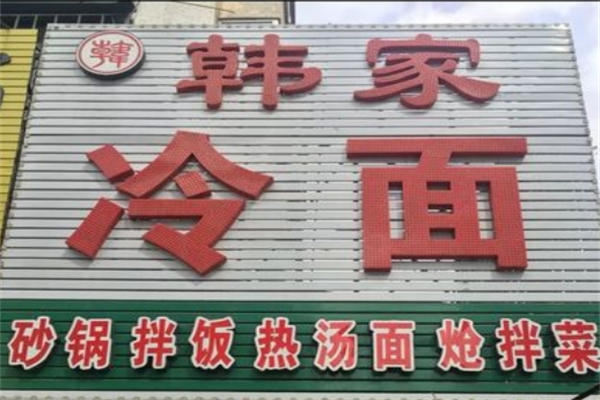 韓
韩家
冷面
砂锅 拌饭 热汤面 炝拌菜